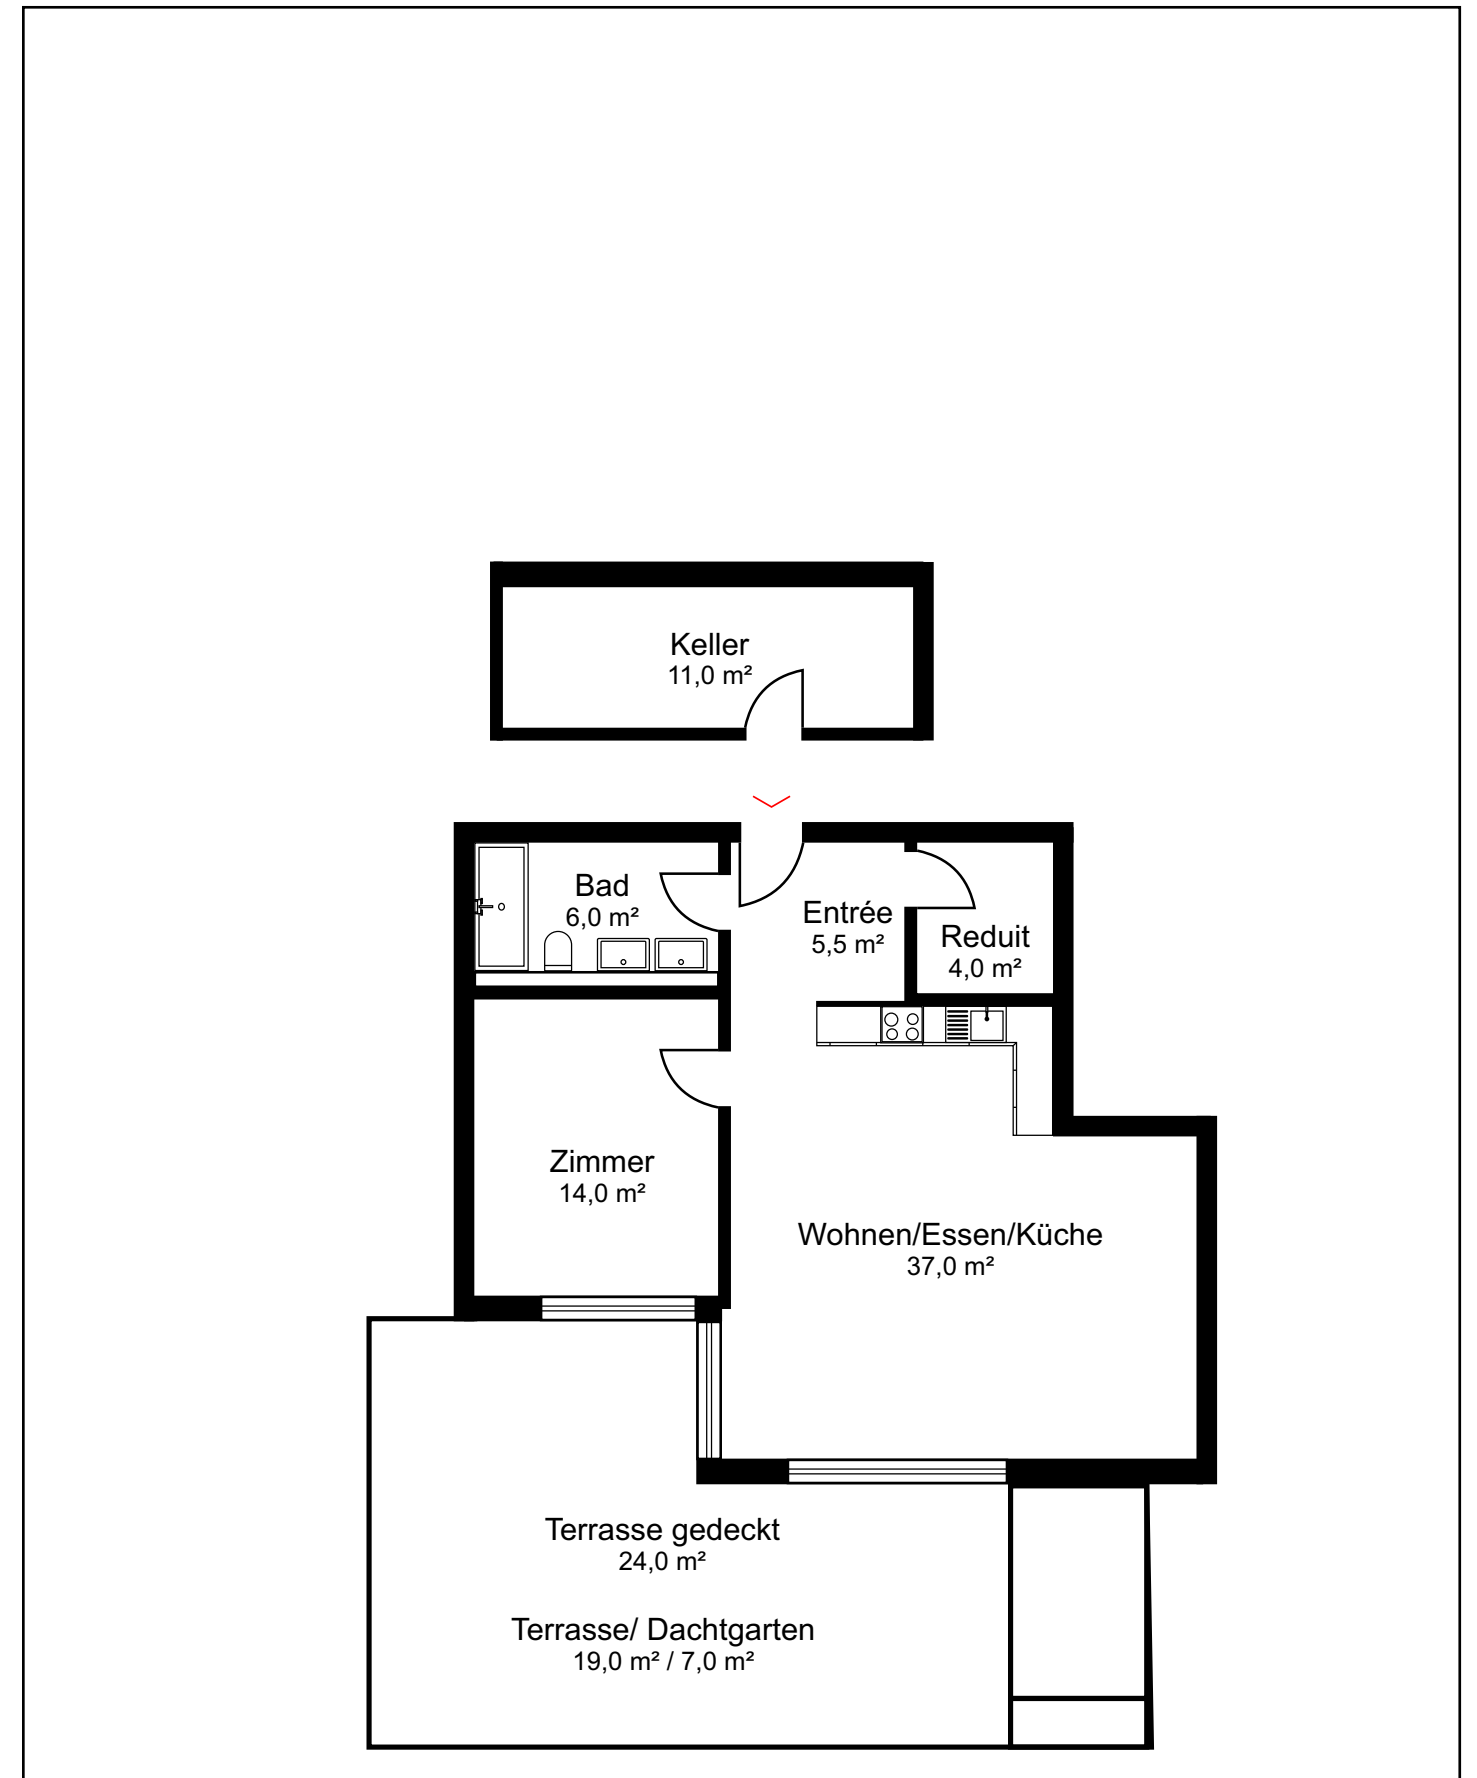 Keller
11,0 m²
Bad
6,0 m²
Entrée
5,5 m²
Reduit
4,0 m²
Zimmer
14,0 m²
Wohnen/Essen/Küche
37,0 m²
Terrasse gedeckt
24,0 m²
Terrasse/ Dachtgarten
19,0 m² / 7,0 m²